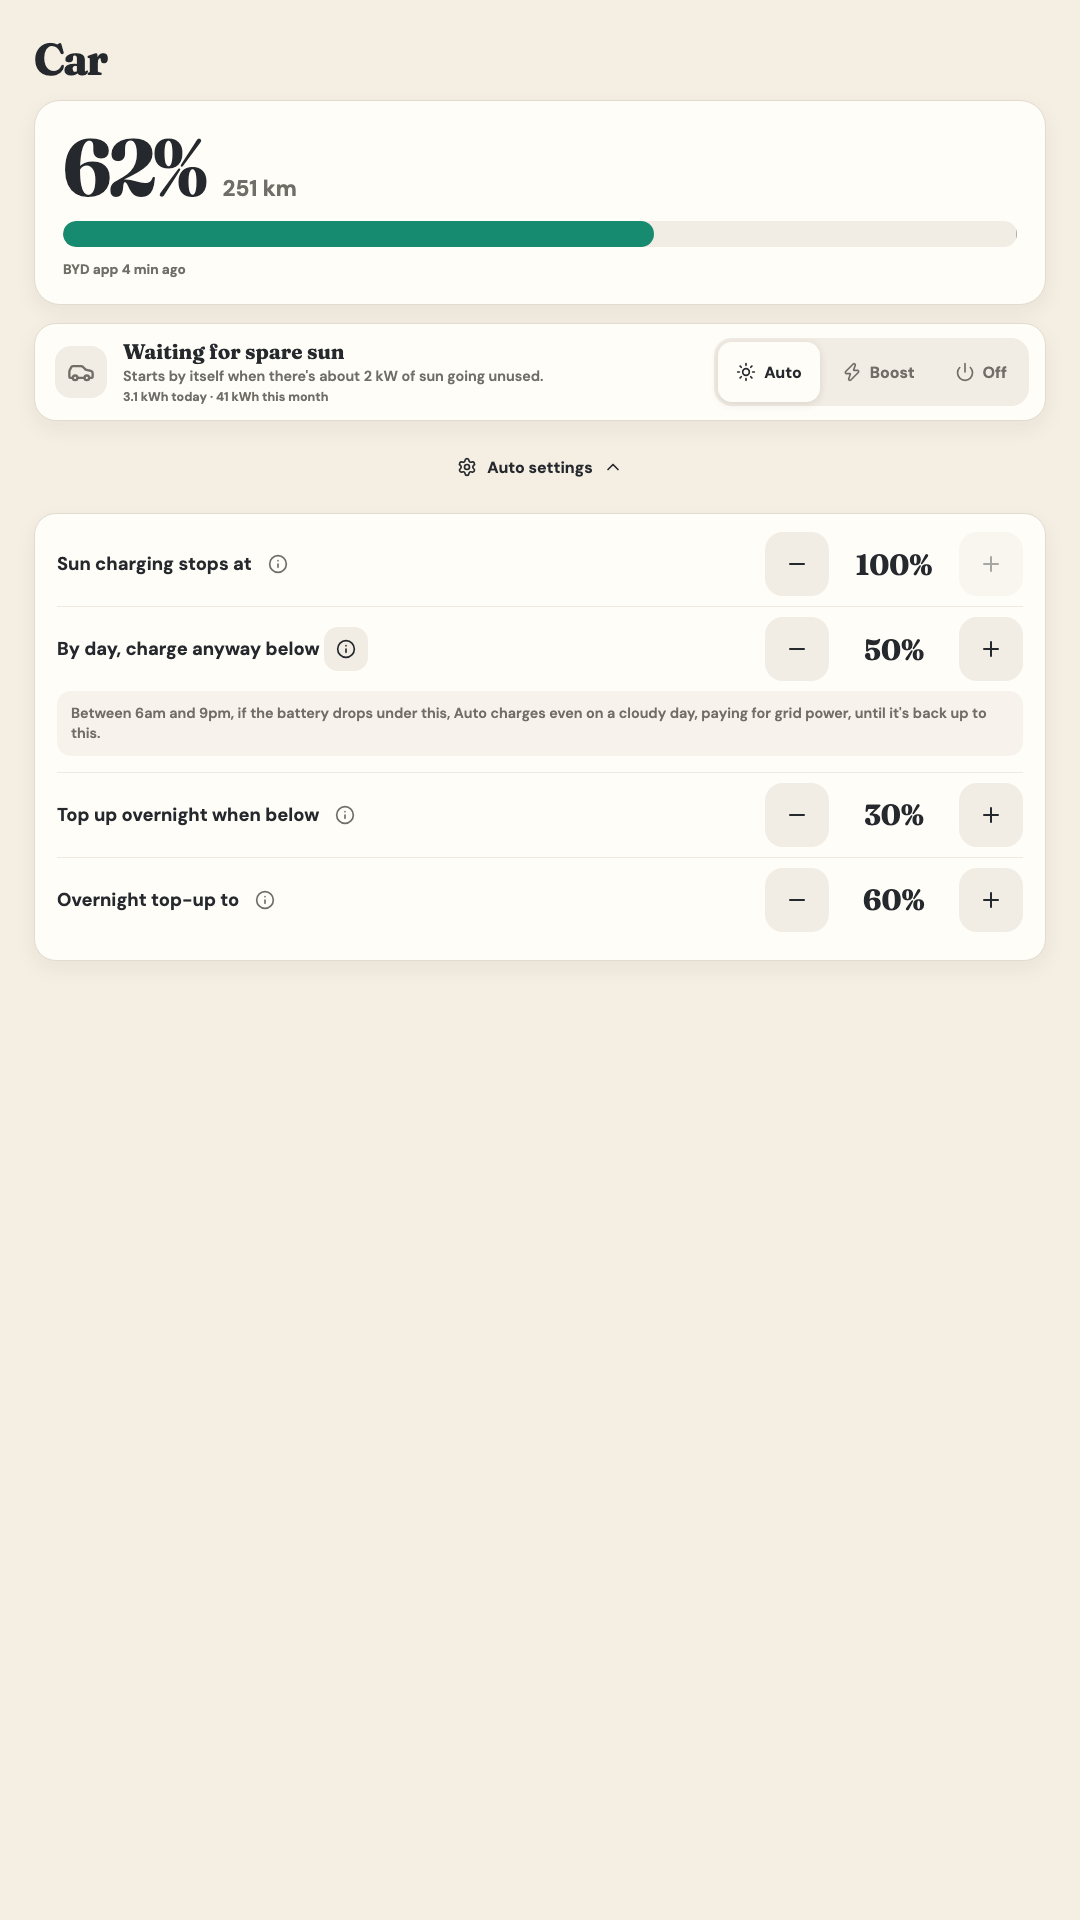 Car
62% 251 km
BYD app 4 min ago
Waiting for spare sun
Starts by itself when there's about 2 kW of sun going unused.
3.1 kWh today · 41 kWh this month
Auto Boost Off
Auto settings
Sun charging stops at 100%
By day, charge anyway below 50%
Between 6am and 9pm, if the battery drops under this, Auto charges even on a cloudy day, paying for grid power, until it's back up to
this.
Top up overnight when below 30%
Overnight top-up to 60%